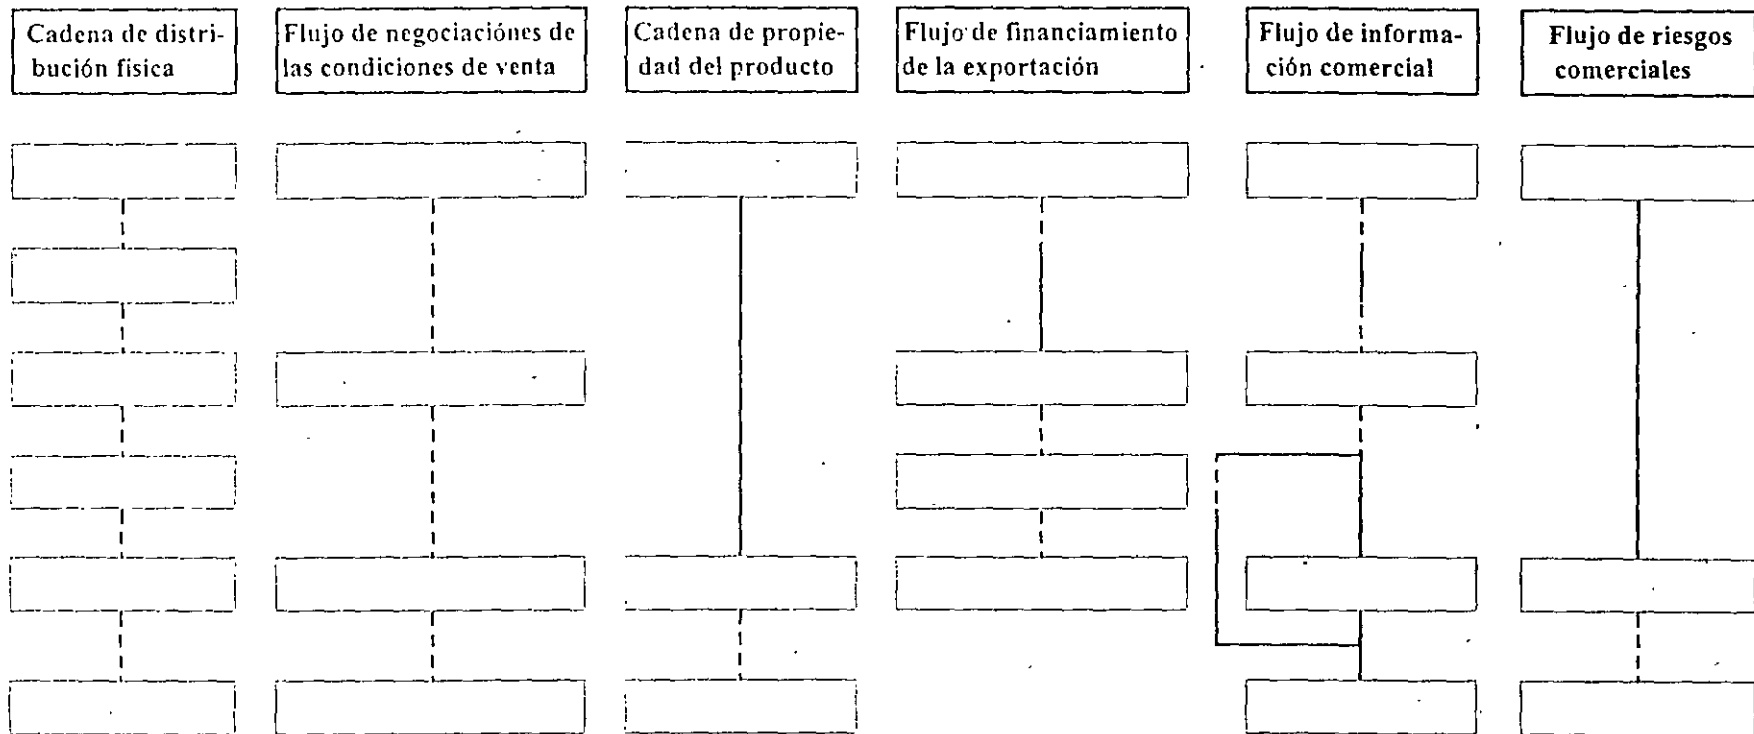 Cadena de distri-
bución física
Flujo de negociaciónes de
las condiciones de venta
Cadena de propie-
dad del producto
Flujo de financiamiento
de la exportación
Flujo de informa-
ción comercial
Flujo de riesgos
comerciales